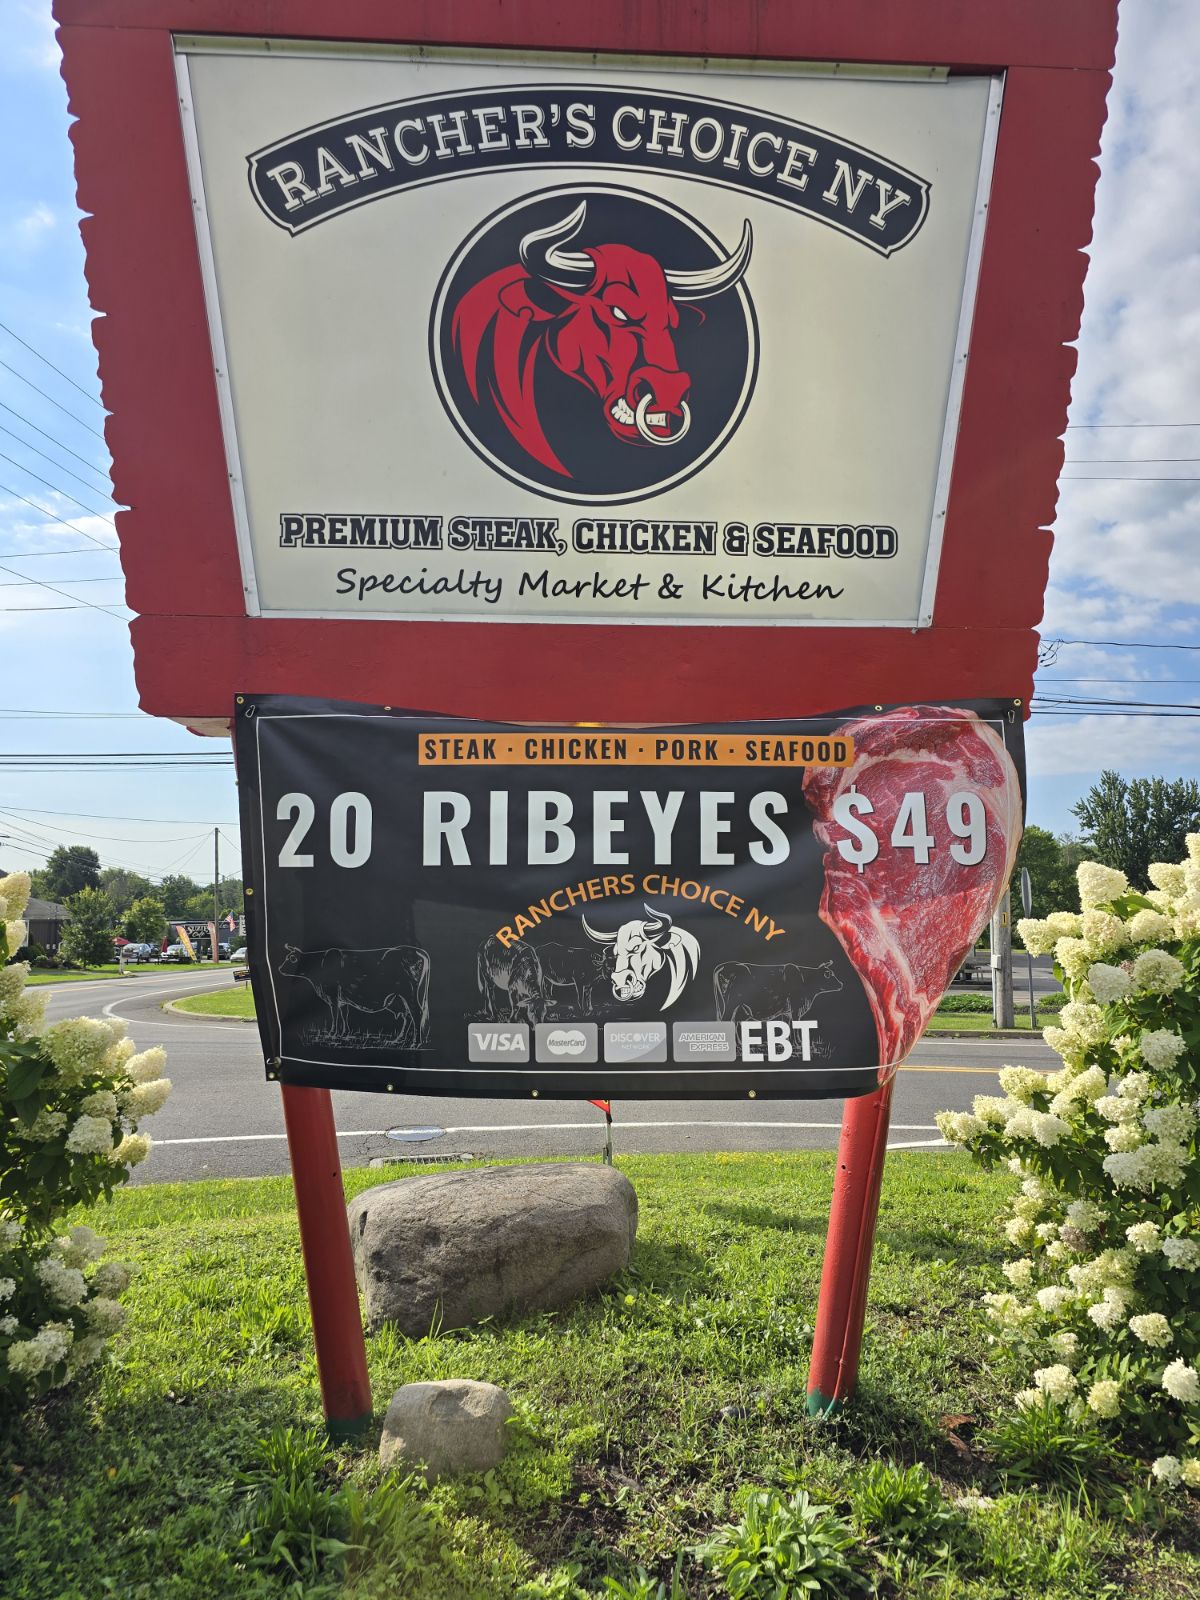 RANCHER'S CHOICE NY
PREMIUM STEAK, CHICKEN & SEAFOOD
Specialty Market & Kitchen
STEAK · CHICKEN · PORK · SEAFOOD
20 RIBEYES $49
RANCHERS CHOICE NY
VISA MasterCard DISCOVER NETWORK AMERICAN EXPRESS EBT